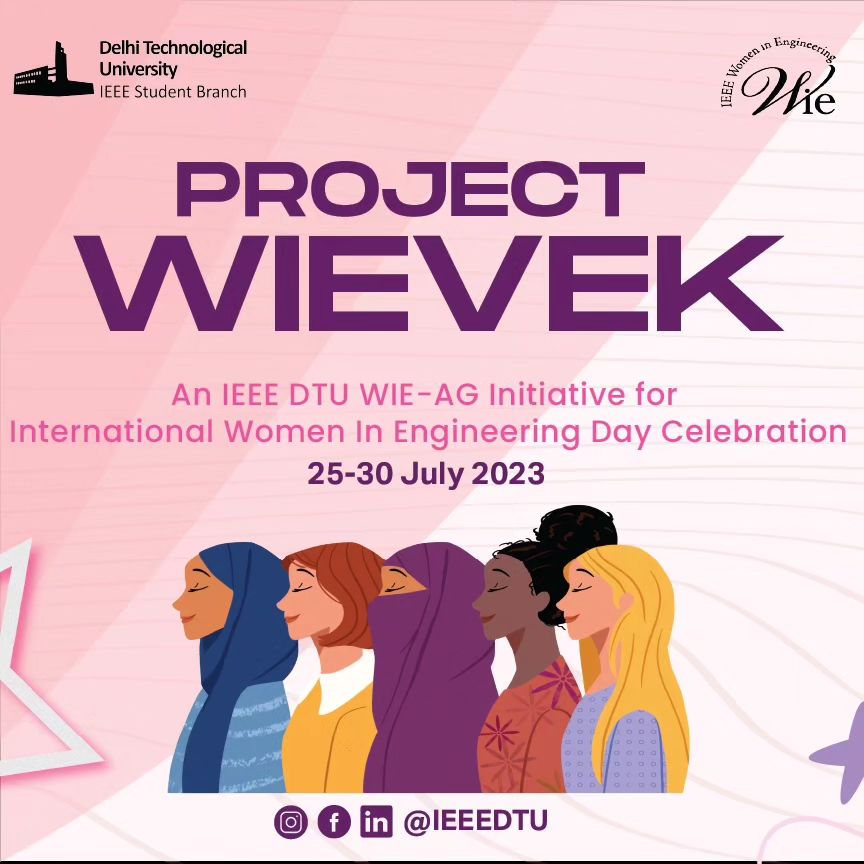 Delhi Technological
University
IEEE Student Branch
IEEE Women in Engineering
Wie
PROJECT
WIEVEK
An IEEE DTU WIE-AG Initiative for
International Women In Engineering Day Celebration
25-30 July 2023
@IEEEDTU